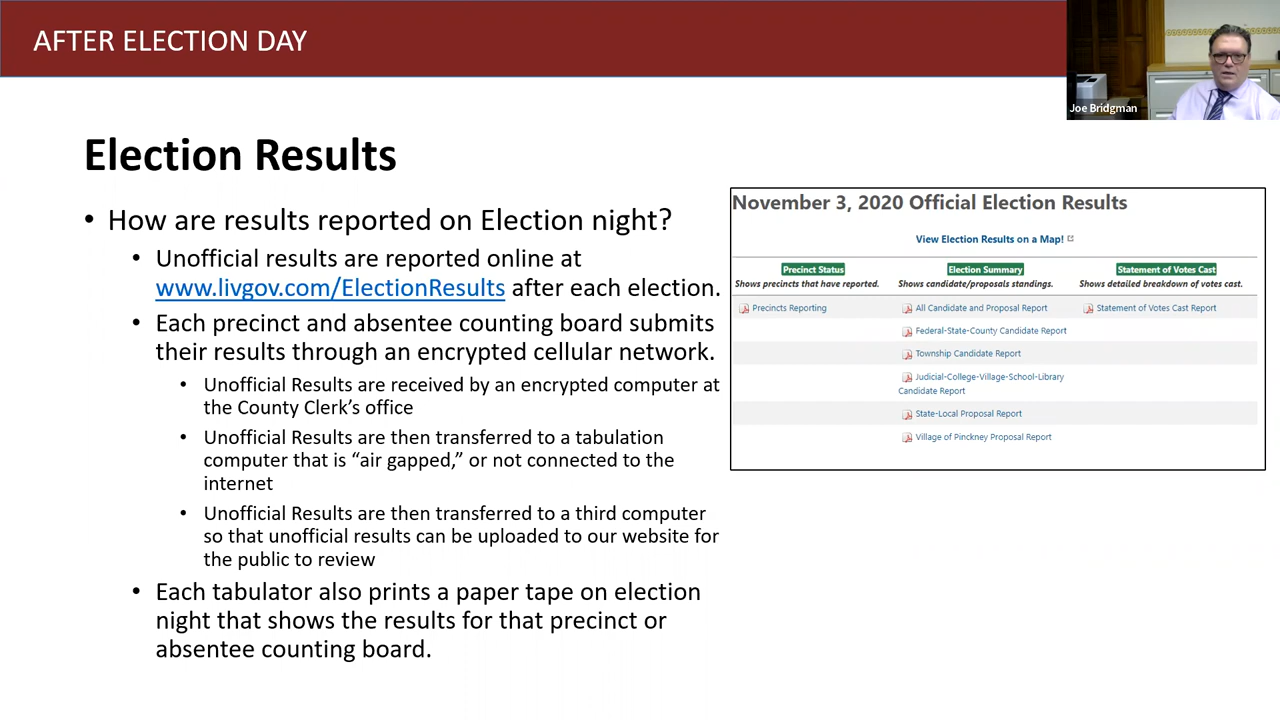 AFTER ELECTION DAY
Joe Bridgman
Election Results
• How are results reported on Election night?
• Unofficial results are reported online at
www.livgov.com/ElectionResults after each election.
• Each precinct and absentee counting board submits
their results through an encrypted cellular network.
• Unofficial Results are received by an encrypted computer at
the County Clerk’s office
• Unofficial Results are then transferred to a tabulation
computer that is “air gapped,” or not connected to the
internet
• Unofficial Results are then transferred to a third computer
so that unofficial results can be uploaded to our website for
the public to review
• Each tabulator also prints a paper tape on election
night that shows the results for that precinct or
absentee counting board.
November 3, 2020 Official Election Results
View Election Results on a Map!
Precinct Status Election Summary Statement of Votes Cast
Shows precincts that have reported. Shows candidate/proposals standings. Shows detailed breakdown of votes cast.
Precincts Reporting All Candidate and Proposal Report Statement of Votes Cast Report
Federal-State-County Candidate Report
Township Candidate Report
Judicial-College-Village-School-Library
Candidate Report
State-Local Proposal Report
Village of Pinckney Proposal Report